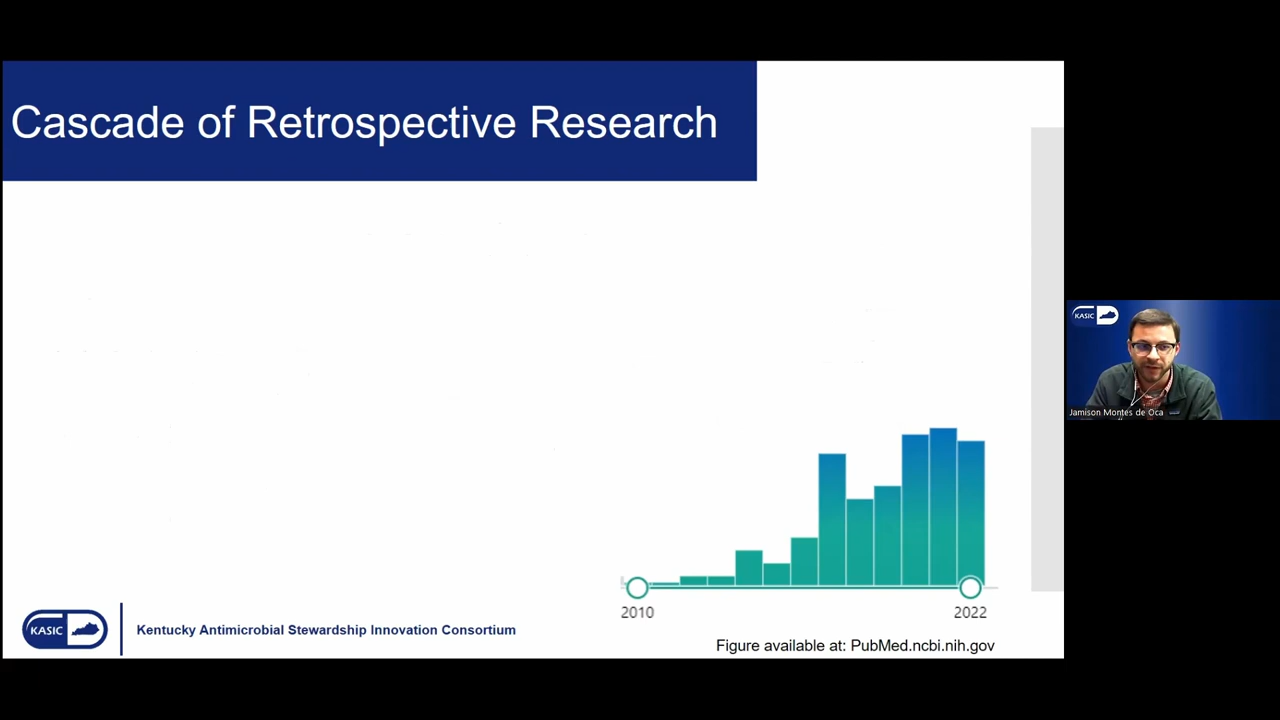 Cascade of Retrospective Research
KASIC
Jamison Montes de Oca
2010
2022
KASIC
Kentucky Antimicrobial Stewardship Innovation Consortium
Figure available at: PubMed.ncbi.nih.gov